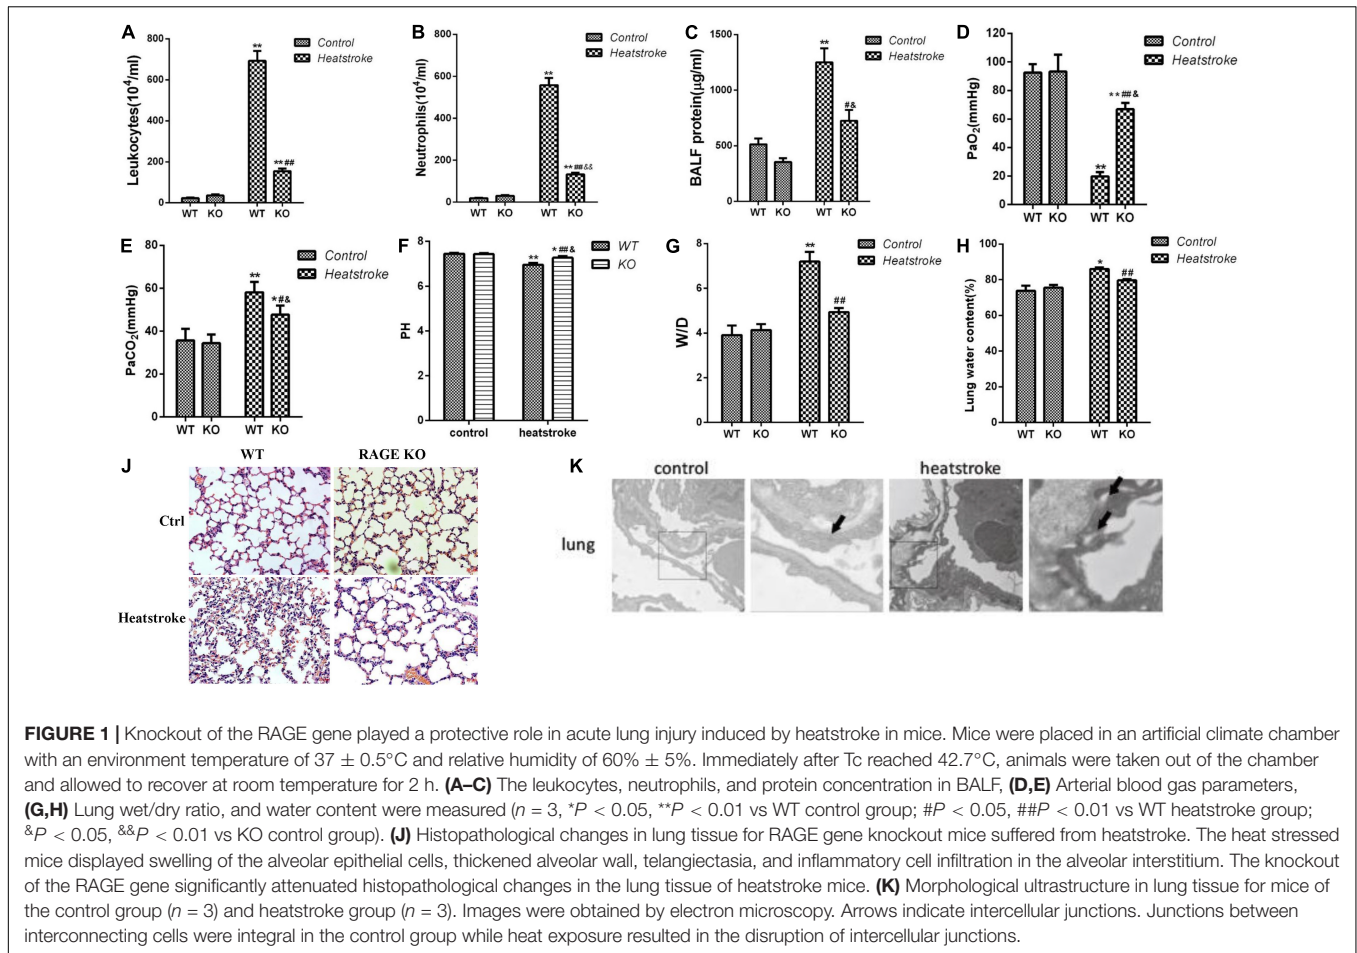 A
Leukocytes(10⁴/ml)
800
600
400
200
0
**
**##
WT KO WT KO
Control
Heatstroke
B
Neutrophils(10⁴/ml)
800
600
400
200
0
**
**##&&
WT KO WT KO
Control
Heatstroke
C
BALF protein(µg/ml)
1500
1000
500
0
**
#&
WT KO WT KO
Control
Heatstroke
D
PaO₂(mmHg)
120
100
80
60
40
20
0
**
**##&
WT KO WT KO
Control
Heatstroke
E
PaCO₂(mmHg)
80
60
40
20
0
**
*#&
WT KO WT KO
Control
Heatstroke
F
PH
8
6
4
2
0
**
*##&
control heatstroke
WT
KO
G
W/D
8
6
4
2
0
**
##
WT KO WT KO
Control
Heatstroke
H
Lung water content(%)
100
80
60
40
20
0
*
##
WT KO WT KO
Control
Heatstroke
J
WT RAGE KO
Ctrl
Heatstroke
K
control heatstroke
lung
FIGURE 1 | Knockout of the RAGE gene played a protective role in acute lung injury induced by heatstroke in mice. Mice were placed in an artificial climate chamber
with an environment temperature of 37 ± 0.5°C and relative humidity of 60% ± 5%. Immediately after Tc reached 42.7°C, animals were taken out of the chamber
and allowed to recover at room temperature for 2 h. (A–C) The leukocytes, neutrophils, and protein concentration in BALF, (D,E) Arterial blood gas parameters,
(G,H) Lung wet/dry ratio, and water content were measured (n = 3, *P < 0.05, **P < 0.01 vs WT control group; #P < 0.05, ##P < 0.01 vs WT heatstroke group;
&P < 0.05, &&P < 0.01 vs KO control group). (J) Histopathological changes in lung tissue for RAGE gene knockout mice suffered from heatstroke. The heat stressed
mice displayed swelling of the alveolar epithelial cells, thickened alveolar wall, telangiectasia, and inflammatory cell infiltration in the alveolar interstitium. The knockout
of the RAGE gene significantly attenuated histopathological changes in the lung tissue of heatstroke mice. (K) Morphological ultrastructure in lung tissue for mice of
the control group (n = 3) and heatstroke group (n = 3). Images were obtained by electron microscopy. Arrows indicate intercellular junctions. Junctions between
interconnecting cells were integral in the control group while heat exposure resulted in the disruption of intercellular junctions.